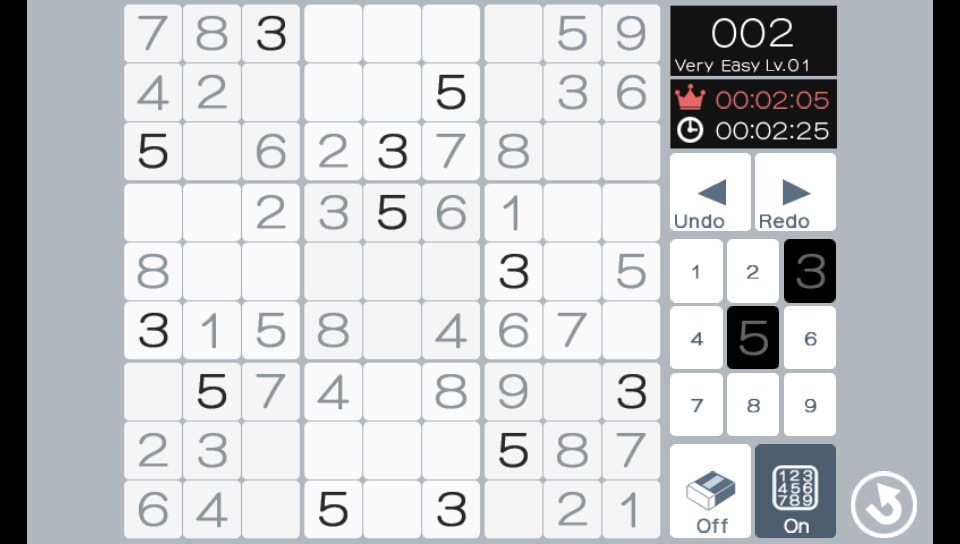 7 8 3 5 9
4 2 5 3 6
5 6 2 3 7 8
2 3 5 6 1
8 3 5
3 1 5 8 4 6 7
5 7 4 8 9 3
2 3 5 8 7
6 4 5 3 2 1
002
Very Easy Lv.01
00:02:05
00:02:25
Undo Redo
1 2 3
4 5 6
7 8 9
123
456
789
Off On